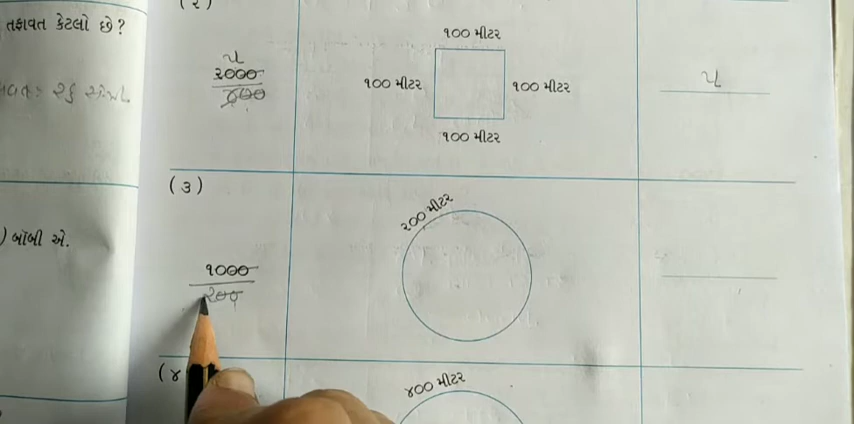 (૨)
તફાવત કેટલો છે?
૫
૨૦૦૦
૪૦૦
૧૦૦ મીટર
૧૦૦ મીટર
૧૦૦ મીટર
૧૦૦ મીટર
૫
(૩)
) બૉબી એ.
૨૦૦ મીટર
૧૦૦૦
૨૦૦
(૪
૪૦૦ મીટર